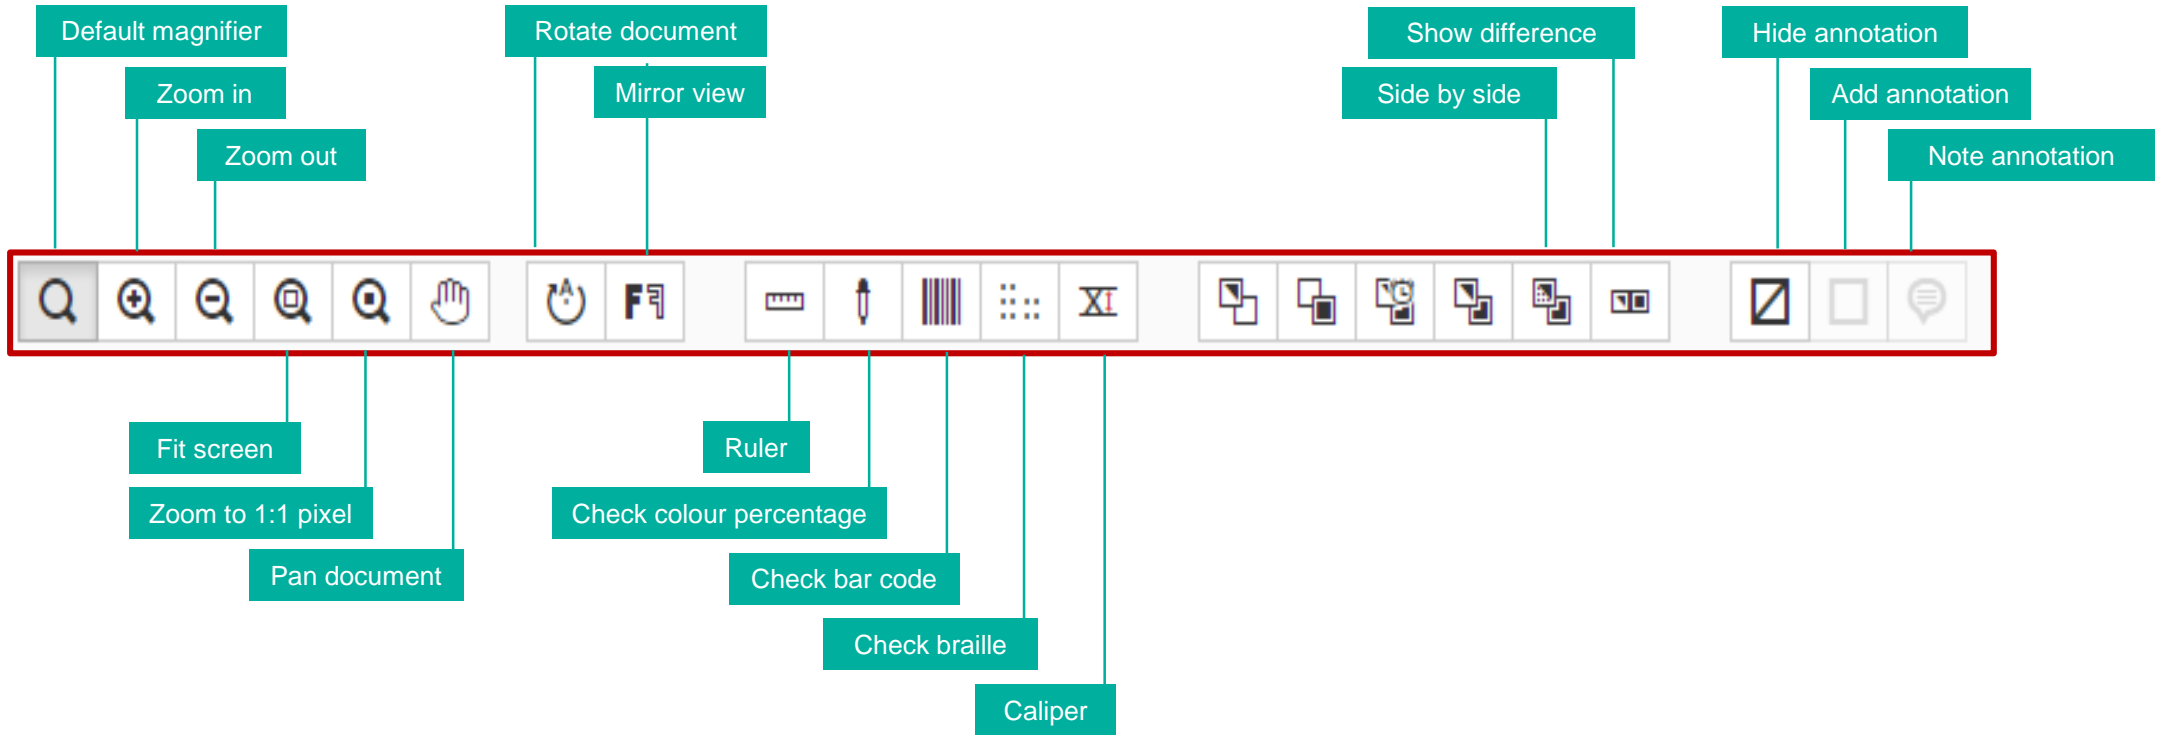 Default magnifier
Rotate document
Show difference
Hide annotation
Zoom in
Mirror view
Side by side
Add annotation
Zoom out
Note annotation
Fit screen
Ruler
Zoom to 1:1 pixel
Check colour percentage
Pan document
Check bar code
Check braille
Caliper